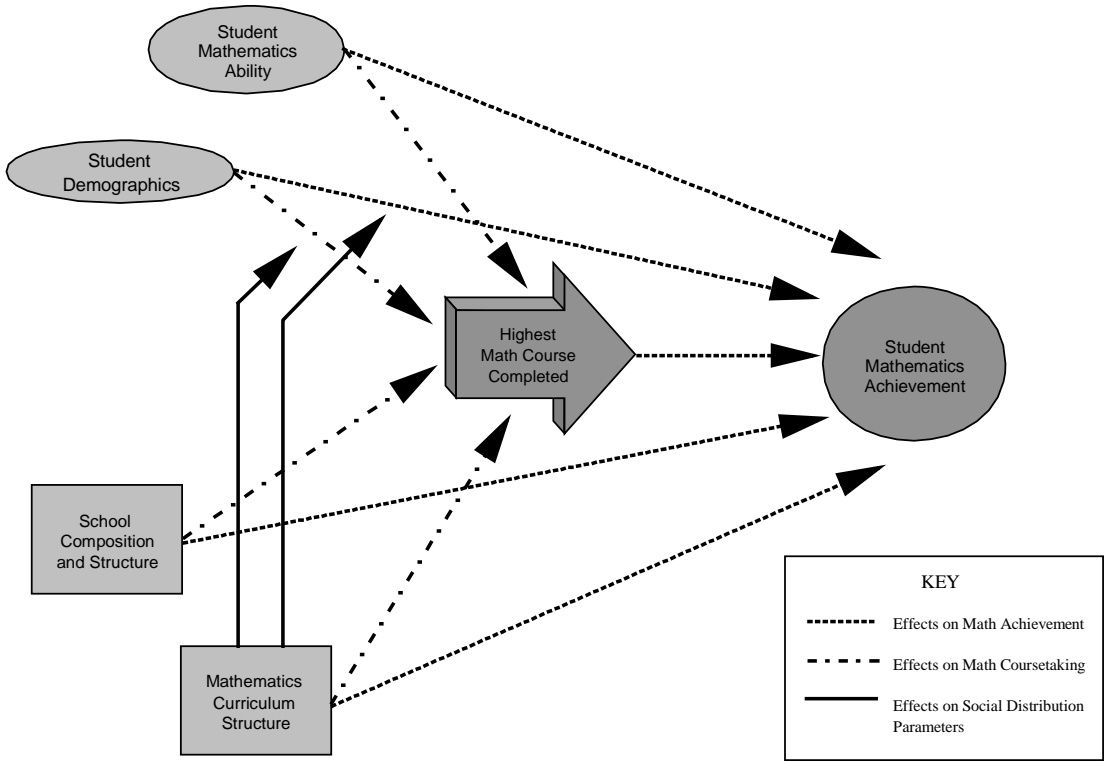 Student
Mathematics
Ability
Student
Demographics
Highest
Math Course
Completed
Student
Mathematics
Achievement
School
Composition
and Structure
Mathematics
Curriculum
Structure
KEY
Effects on Math Achievement
Effects on Math Coursetaking
Effects on Social Distribution
Parameters